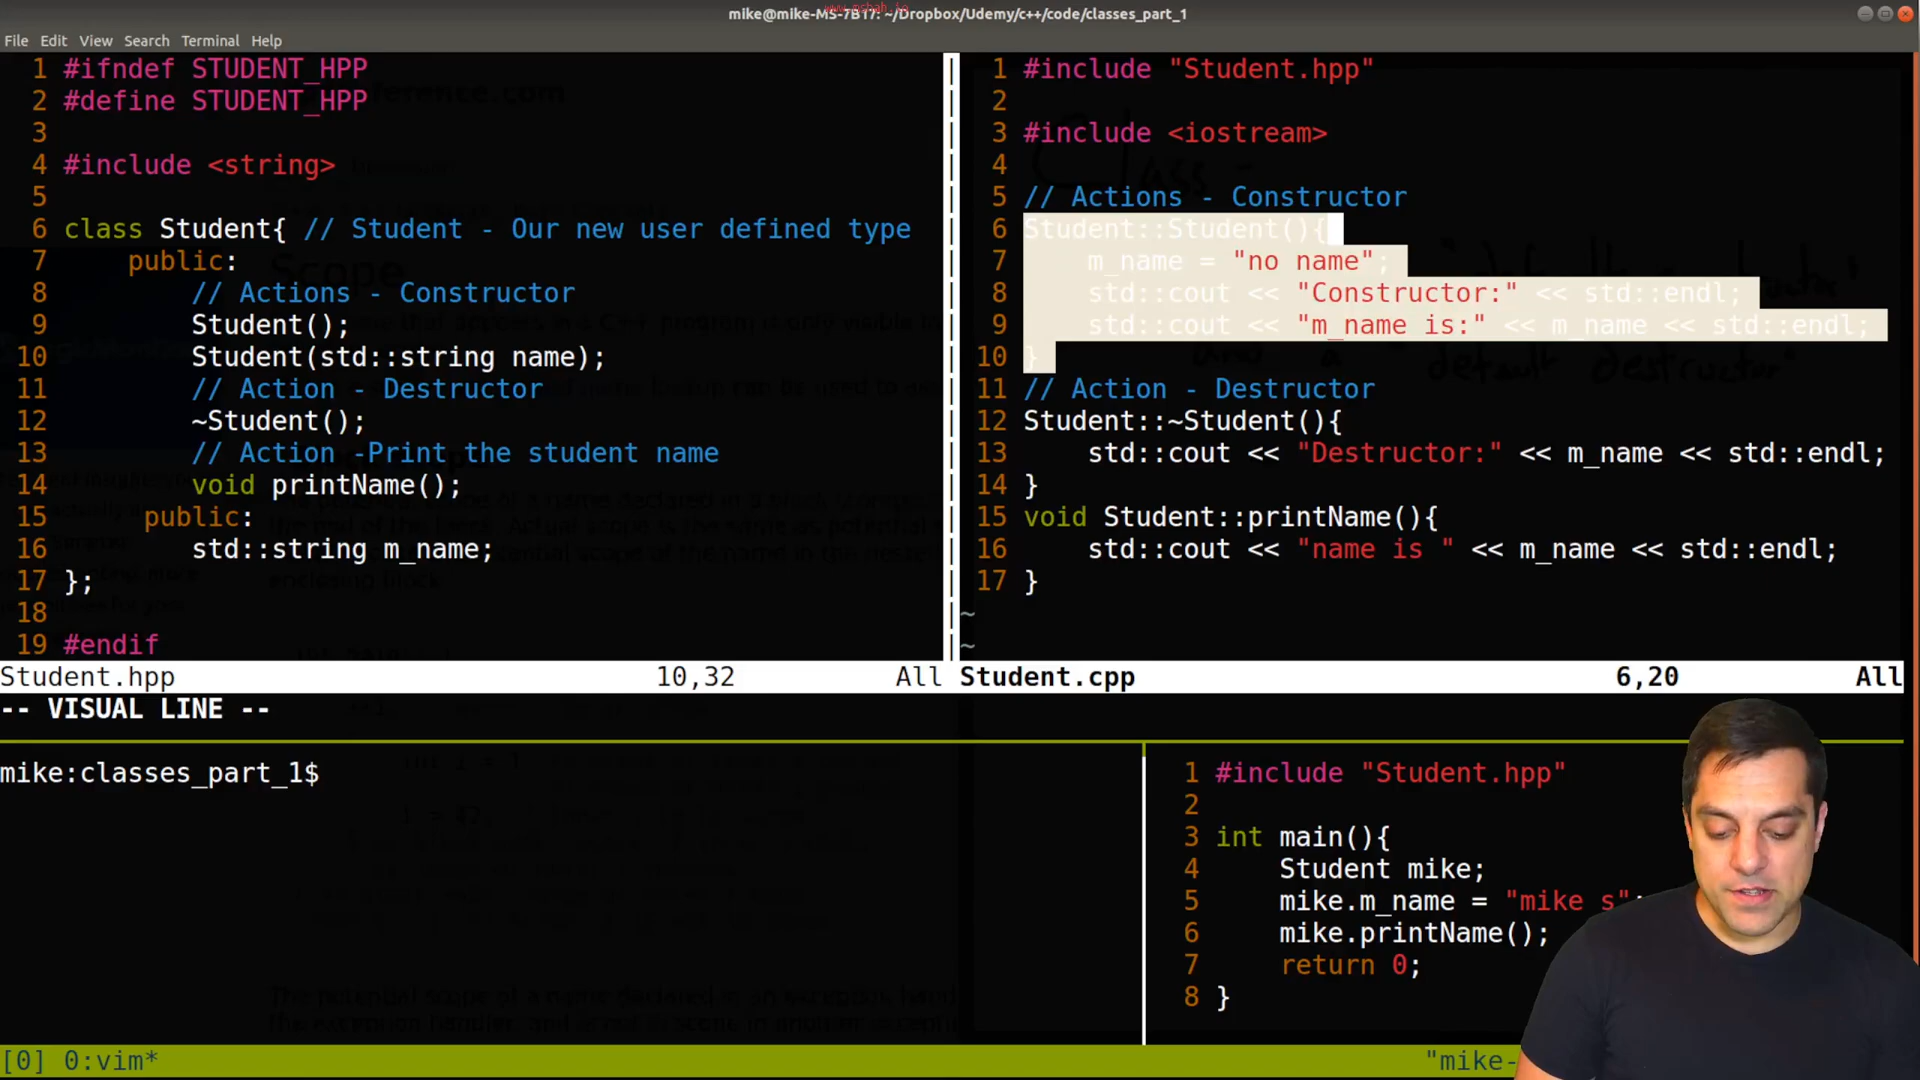 www.mshah.io
mike@mike-MS-7B17: ~/Dropbox/Udemy/c++/code/classes_part_1
File Edit View Search Terminal Help
1 #ifndef STUDENT_HPP
2 #define STUDENT_HPP
3
4 #include <string>
5
6 class Student{ // Student - Our new user defined type
7 public:
8 // Actions - Constructor
9 Student();
10 Student(std::string name);
11 // Action - Destructor
12 ~Student();
13 // Action -Print the student name
14 void printName();
15 public:
16 std::string m_name;
17 };
18
19 #endif
Student.hpp 10,32 All
1 #include "Student.hpp"
2
3 #include <iostream>
4
5 // Actions - Constructor
6 Student::Student(){
7 m_name = "no name";
8 std::cout << "Constructor:" << std::endl;
9 std::cout << "m_name is:" << m_name << std::endl;
10 }
11 // Action - Destructor
12 Student::~Student(){
13 std::cout << "Destructor:" << m_name << std::endl;
14 }
15 void Student::printName(){
16 std::cout << "name is " << m_name << std::endl;
17 }
~
~
Student.cpp 6,20 All
-- VISUAL LINE --
mike:classes_part_1$
1 #include "Student.hpp"
2
3 int main(){
4 Student mike;
5 mike.m_name = "mike s";
6 mike.printName();
7 return 0;
8 }
[0] 0:vim*
"mike-